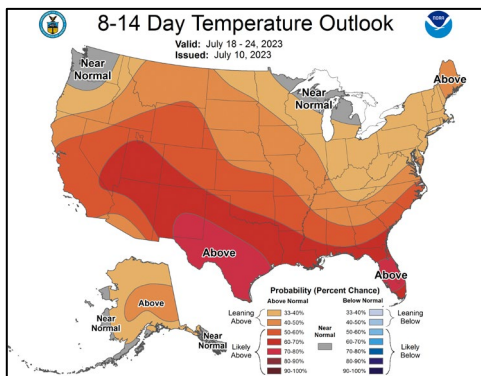 8-14 Day Temperature Outlook
Valid: July 18 - 24, 2023
Issued: July 10, 2023
NOAA
Near
Normal
Near
Normal
Above
Above
Above
Above
Near
Normal
Near
Normal
Probability (Percent Chance)
Above Normal
Below Normal
Leaning
Above
33-40%
40-50%
Near
Normal
33-40%
40-50%
Leaning
Below
Likely
Above
50-60%
60-70%
70-80%
80-90%
90-100%
50-60%
60-70%
70-80%
80-90%
90-100%
Likely
Below